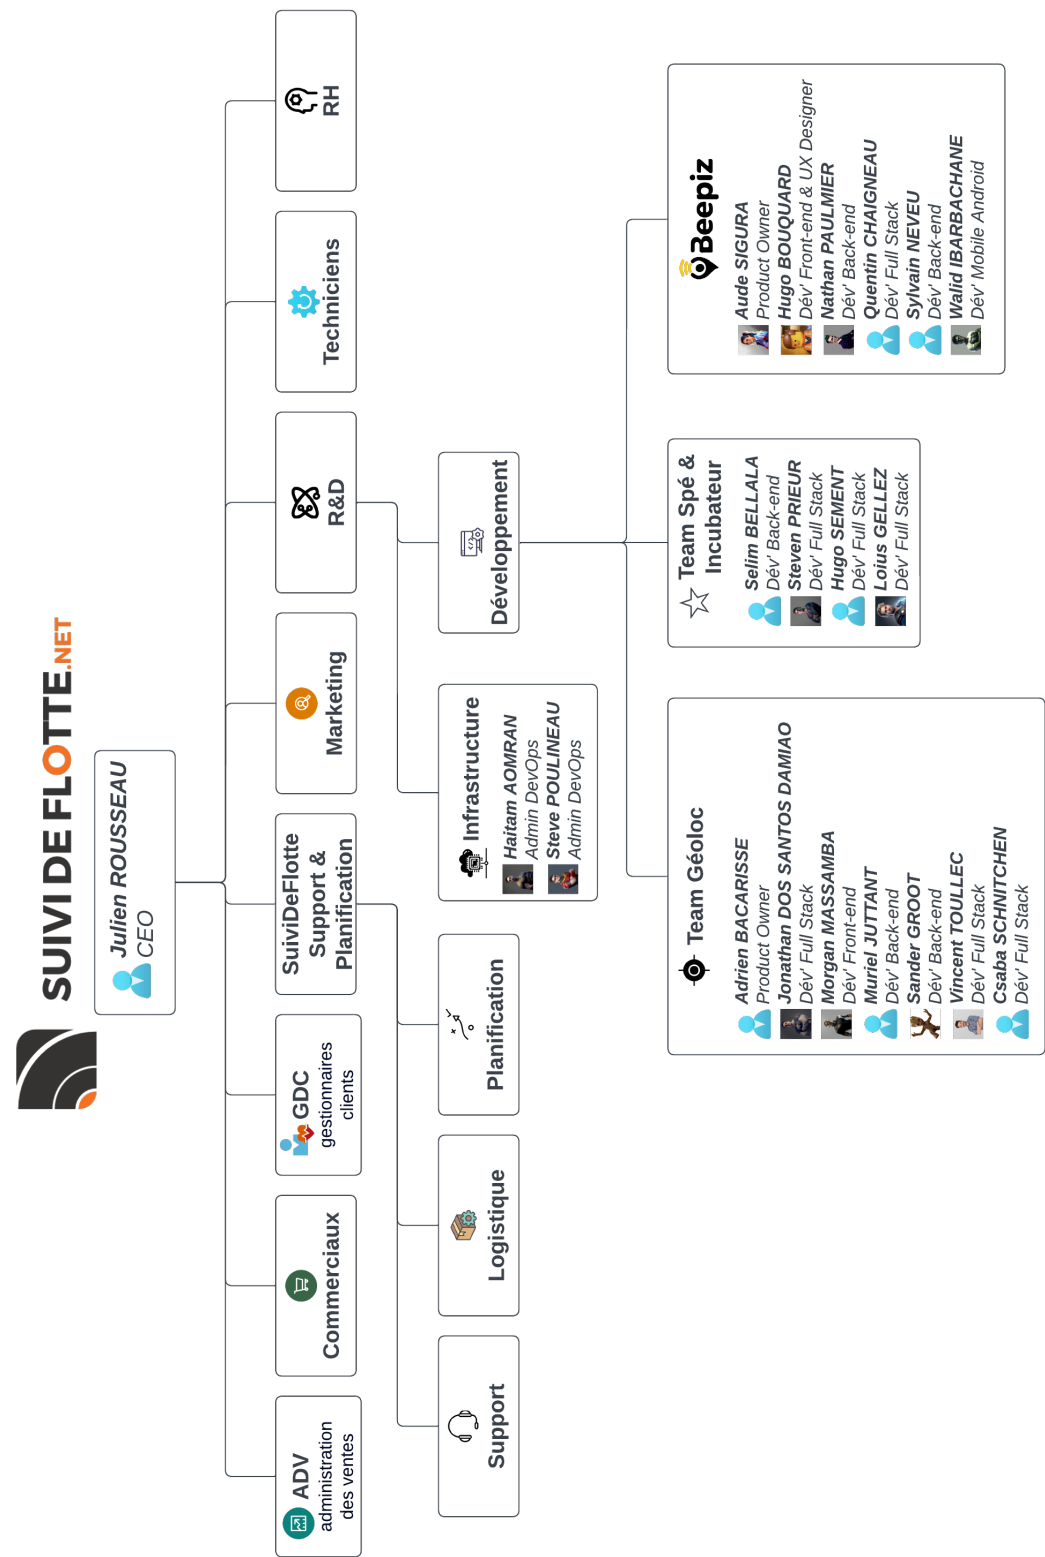 SUIVI DE FLOTTE.NET
Julien ROUSSEAU
CEO
ADV
administration
des ventes
Commerciaux
GDC
gestionnaires
clients
SuiviDeFlotte
Support &
Planification
Marketing
R&D
Techniciens
RH
Support
Logistique
Planification
Infrastructure
Haitam AOMRAN
Admin DevOps
Steve POULINEAU
Admin DevOps
Développement
Team Géoloc
Adrien BACARISSE
Product Owner
Jonathan DOS SANTOS DAMIAO
Dév' Full Stack
Morgan MASSAMBA
Dév' Front-end
Muriel JUTTANT
Dév' Back-end
Sander GROOT
Dév' Back-end
Vincent TOULLEC
Dév' Full Stack
Csaba SCHNITCHEN
Dév' Full Stack
Team Spé &
Incubateur
Selim BELLALA
Dév' Back-end
Steven PRIEUR
Dév' Full Stack
Hugo SEMENT
Dév' Full Stack
Loius GELLEZ
Dév' Full Stack
Beepiz
Aude SIGURA
Product Owner
Hugo BOUQUARD
Dév' Front-end & UX Designer
Nathan PAULMIER
Dév' Back-end
Quentin CHAIGNEAU
Dév' Full Stack
Sylvain NEVEU
Dév' Back-end
Walid IBARBACHANE
Dév' Mobile Android